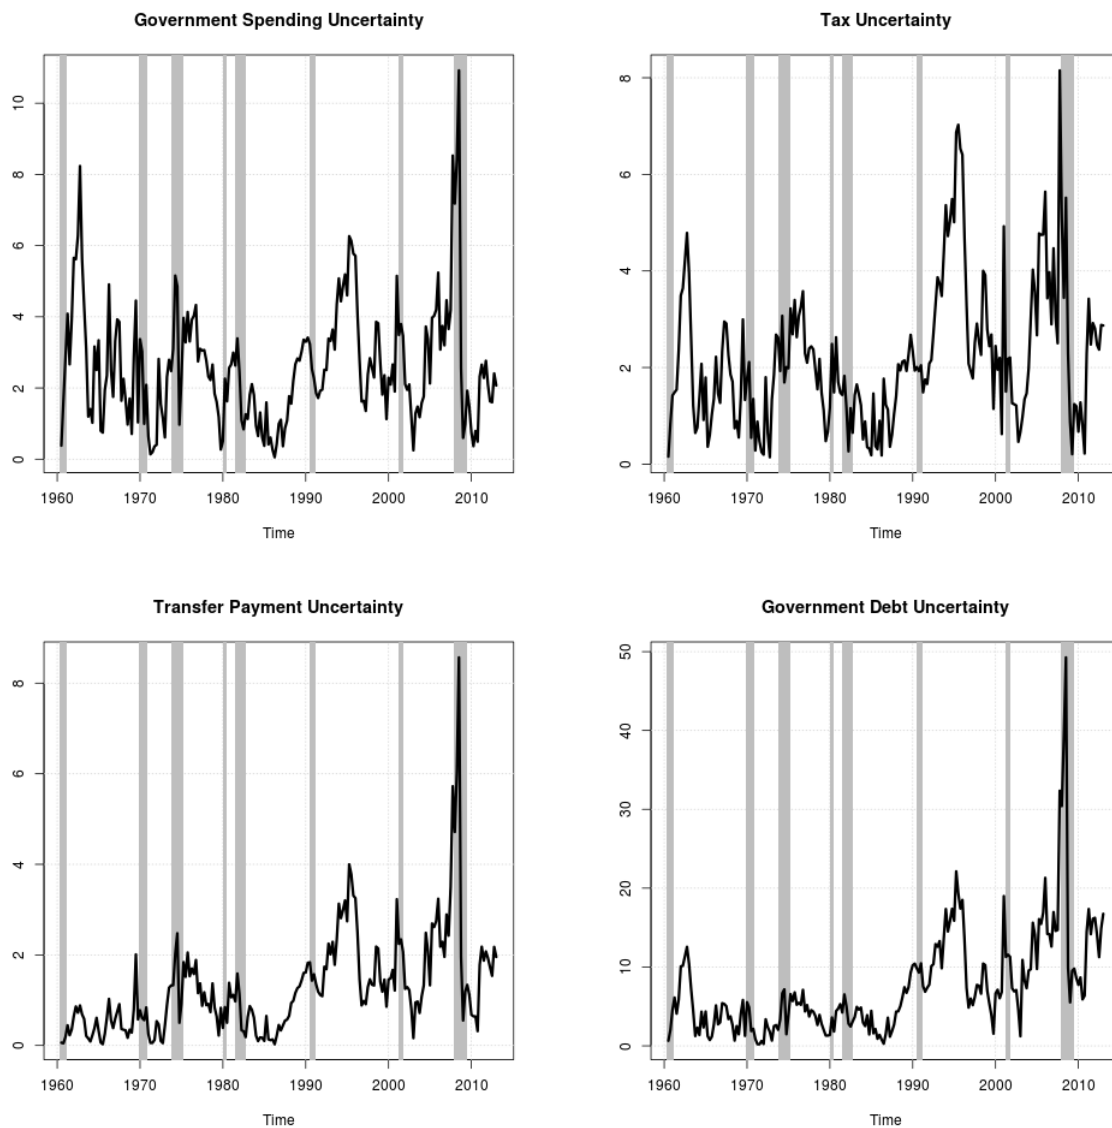 Government Spending Uncertainty
0 2 4 6 8 10
1960 1970 1980 1990 2000 2010
Time
Tax Uncertainty
0 2 4 6 8
1960 1970 1980 1990 2000 2010
Time
Transfer Payment Uncertainty
0 2 4 6 8
1960 1970 1980 1990 2000 2010
Time
Government Debt Uncertainty
0 10 20 30 40 50
1960 1970 1980 1990 2000 2010
Time